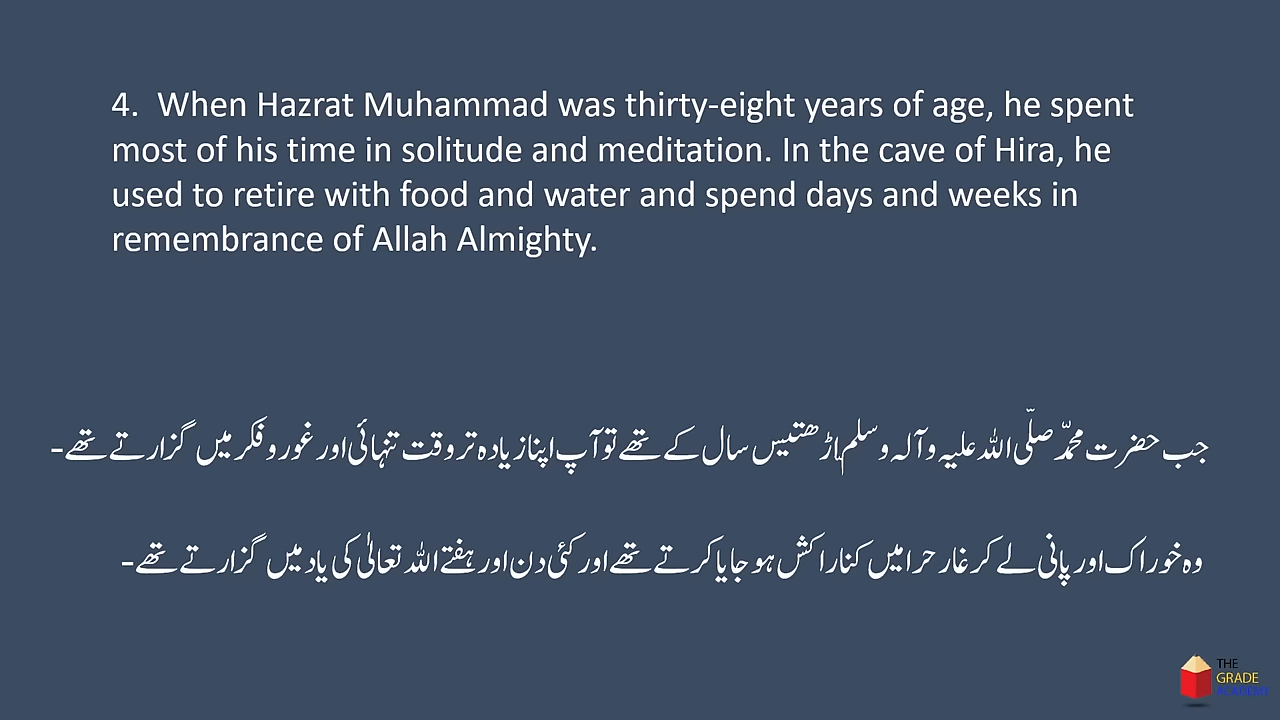 4. When Hazrat Muhammad was thirty-eight years of age, he spent
most of his time in solitude and meditation. In the cave of Hira, he
used to retire with food and water and spend days and weeks in
remembrance of Allah Almighty.
جب حضرت محمّد صلّی اللہ علیہ وآلہ وسلم اڑھتیس سال کے تھے تو آپ اپنا زیادہ تر وقت تنہائی اور غور و فکر میں گزارتے تھے-
وہ خوراک اور پانی لے کر غار حرا میں کنارا کش ہو جایا کرتے تھے اور کئی دن اور ہفتے اللہ تعالیٰ کی یاد میں گزارتے تھے-
THE
GRADE
ACADEMY